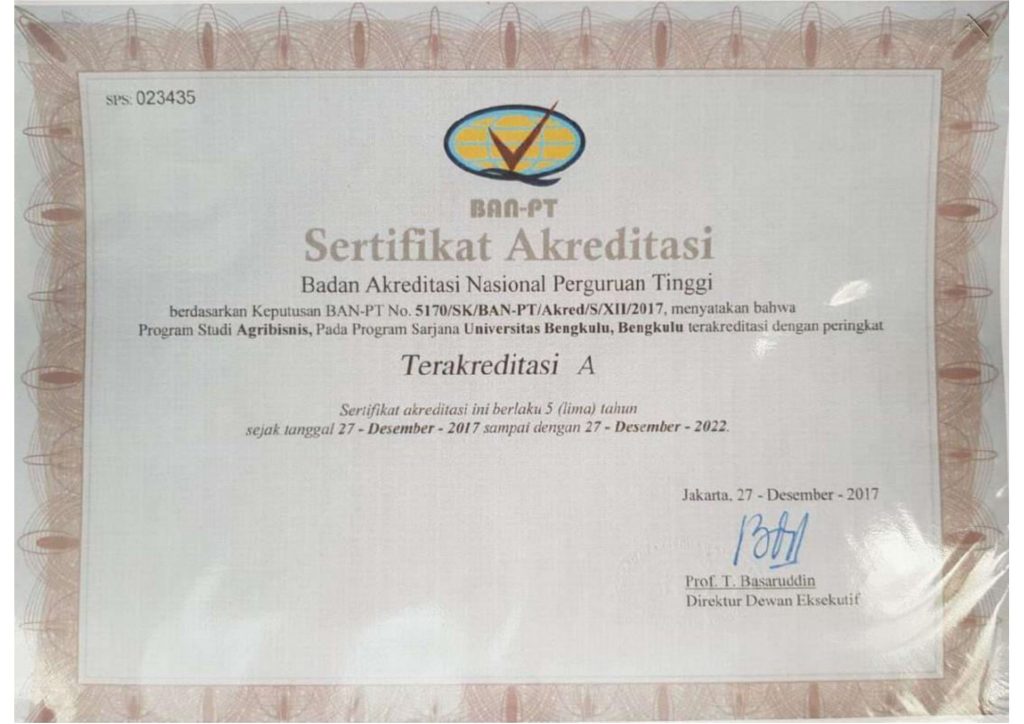 SPS: 023435
BAN-PT
Sertifikat Akreditasi
Badan Akreditasi Nasional Perguruan Tinggi
berdasarkan Keputusan BAN-PT No. 5170/SK/BAN-PT/Akred/S/XII/2017, menyatakan bahwa
Program Studi Agribisnis, Pada Program Sarjana Universitas Bengkulu, Bengkulu terakreditasi dengan peringkat
Terakreditasi A
Sertifikat akreditasi ini berlaku 5 (lima) tahun
sejak tanggal 27 - Desember - 2017 sampai dengan 27 - Desember - 2022.
Jakarta, 27 - Desember - 2017
Prof. T. Basaruddin
Direktur Dewan Eksekutif